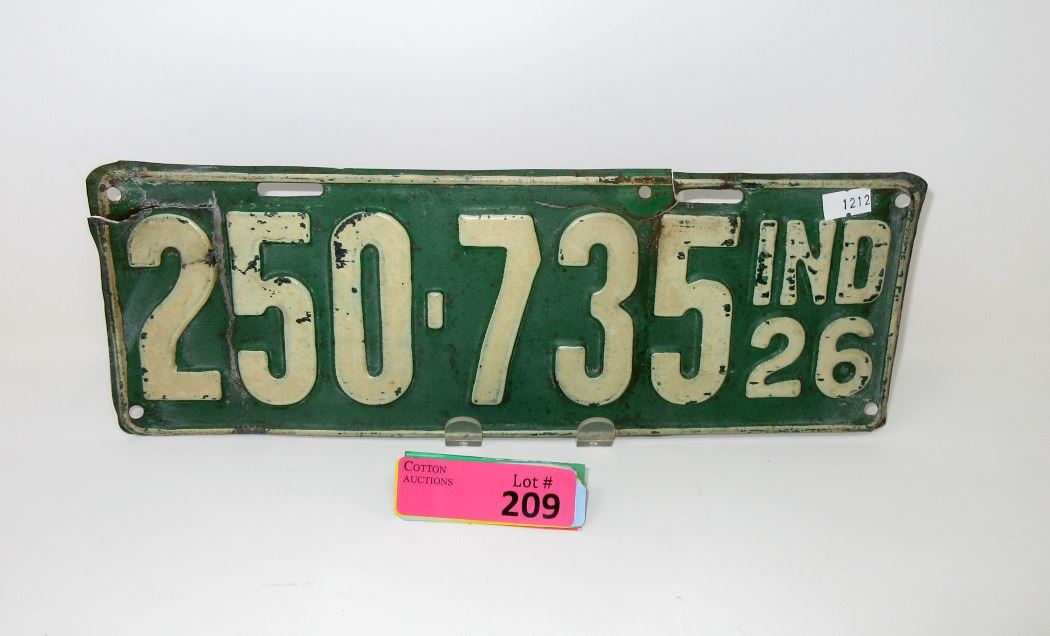 250-735 IND
26
1212
COTTON
AUCTIONS
Lot #
209